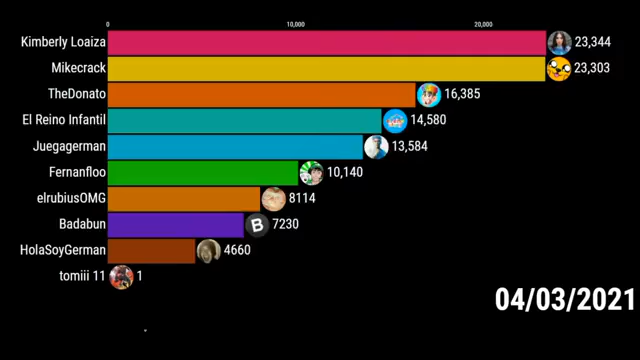 0 10,000 20,000
Kimberly Loaiza 23,344
Mikecrack 23,303
TheDonato 16,385
El Reino Infantil 14,580
Juegagerman 13,584
Fernanfloo 10,140
elrubiusOMG 8114
Badabun B 7230
HolaSoyGerman 4660
tomiii 11 1
04/03/2021